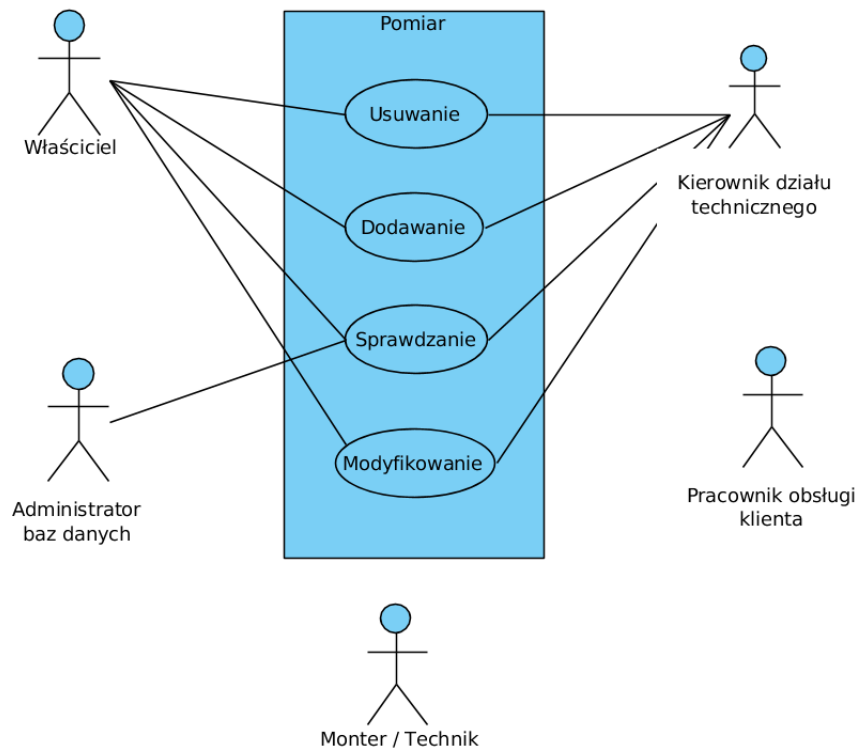 Pomiar
Usuwanie
Właściciel
Kierownik działu
technicznego
Dodawanie
Sprawdzanie
Modyfikowanie
Administrator
baz danych
Pracownik obsługi
klienta
Monter / Technik